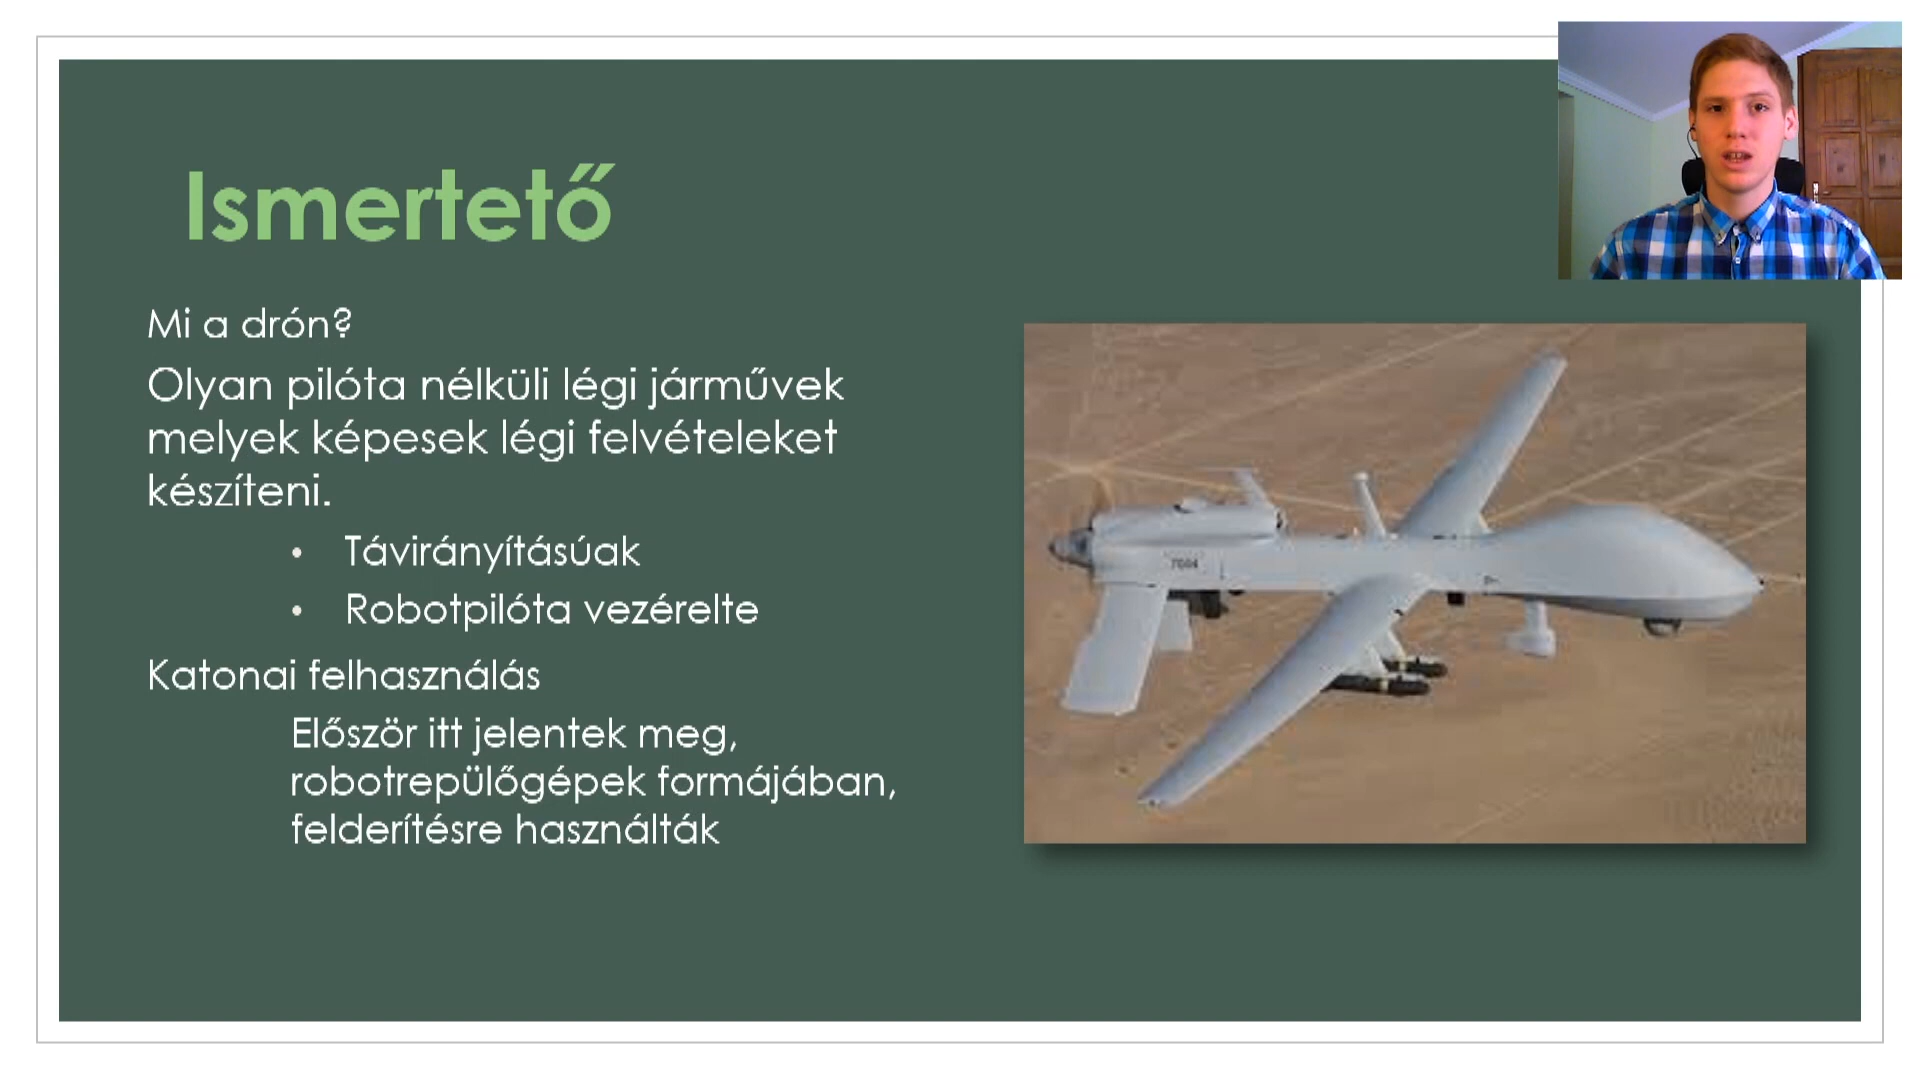 Ismertető
Mi a drón?
Olyan pilóta nélküli légi járművek
melyek képesek légi felvételeket
készíteni.
• Távirányításúak
• Robotpilóta vezérelte
Katonai felhasználás
Először itt jelentek meg,
robotrepülőgépek formájában,
felderítésre használták